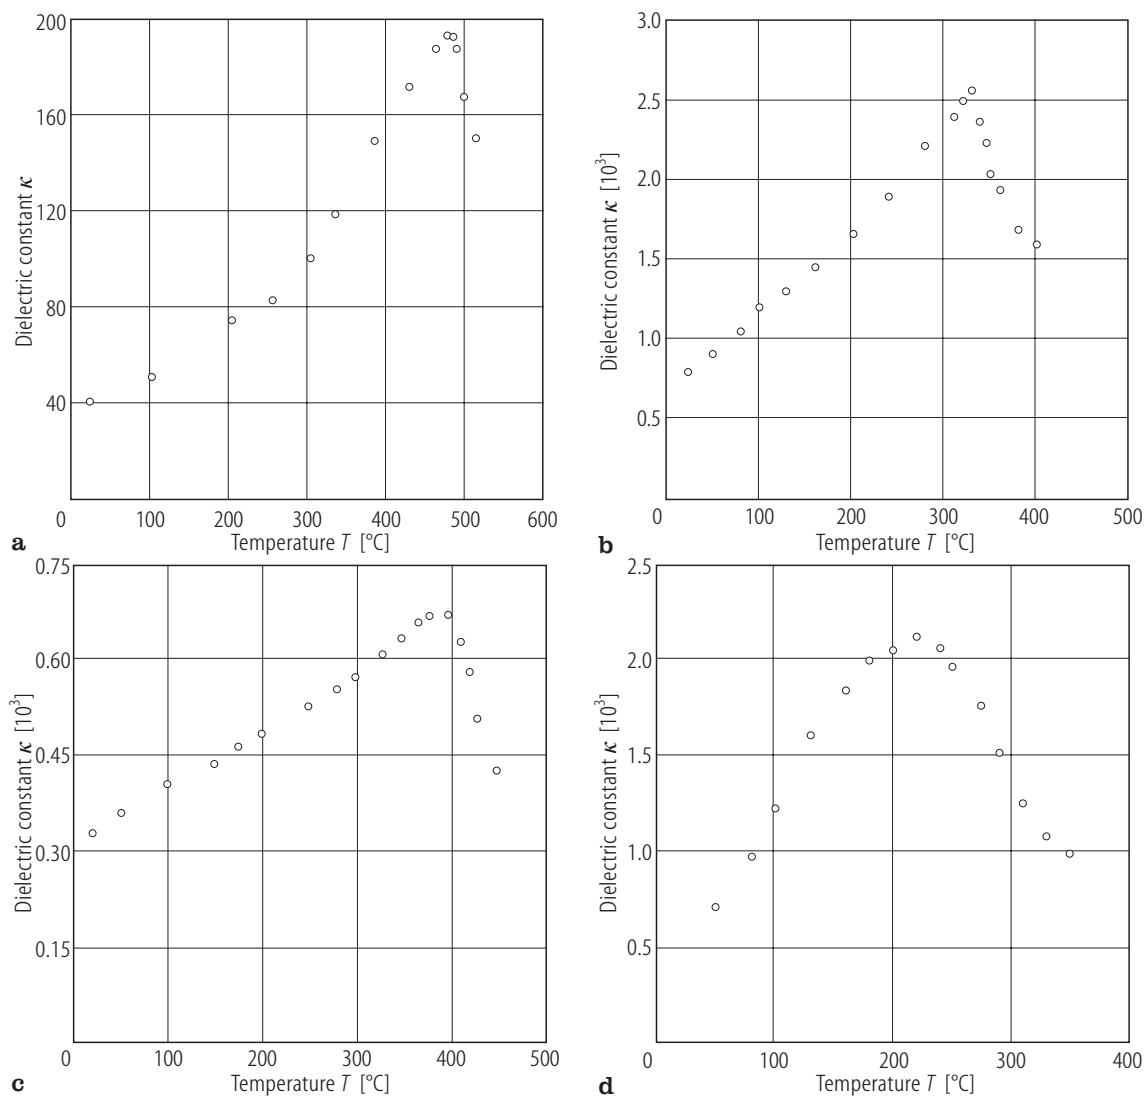 200
160
120
80
40
0 100 200 300 400 500 600
Dielectric constant κ
Temperature T [°C]
a
3.0
2.5
2.0
1.5
1.0
0.5
0 100 200 300 400 500
Dielectric constant κ [10³]
Temperature T [°C]
b
0.75
0.60
0.45
0.30
0.15
0 100 200 300 400 500
Dielectric constant κ [10³]
Temperature T [°C]
c
2.5
2.0
1.5
1.0
0.5
0 100 200 300 400
Dielectric constant κ [10³]
Temperature T [°C]
d